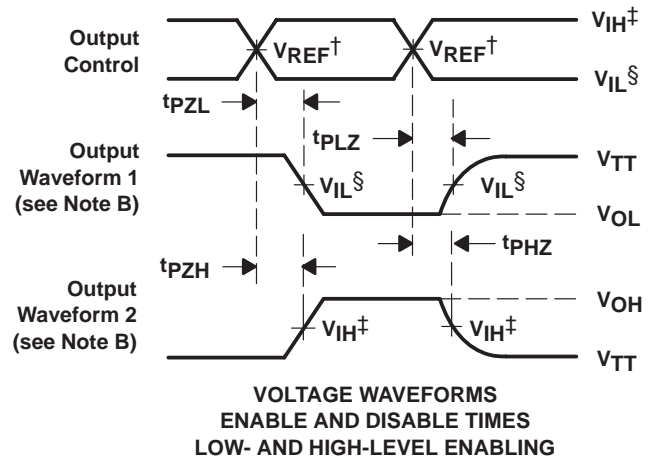 Output
Control
VREF†
VREF†
VIH‡
VIL§
tPZL
tPLZ
Output
Waveform 1
(see Note B)
VIL§
VIL§
VTT
VOL
tPZH
tPHZ
Output
Waveform 2
(see Note B)
VIH‡
VIH‡
VOH
VTT
VOLTAGE WAVEFORMS
ENABLE AND DISABLE TIMES
LOW- AND HIGH-LEVEL ENABLING